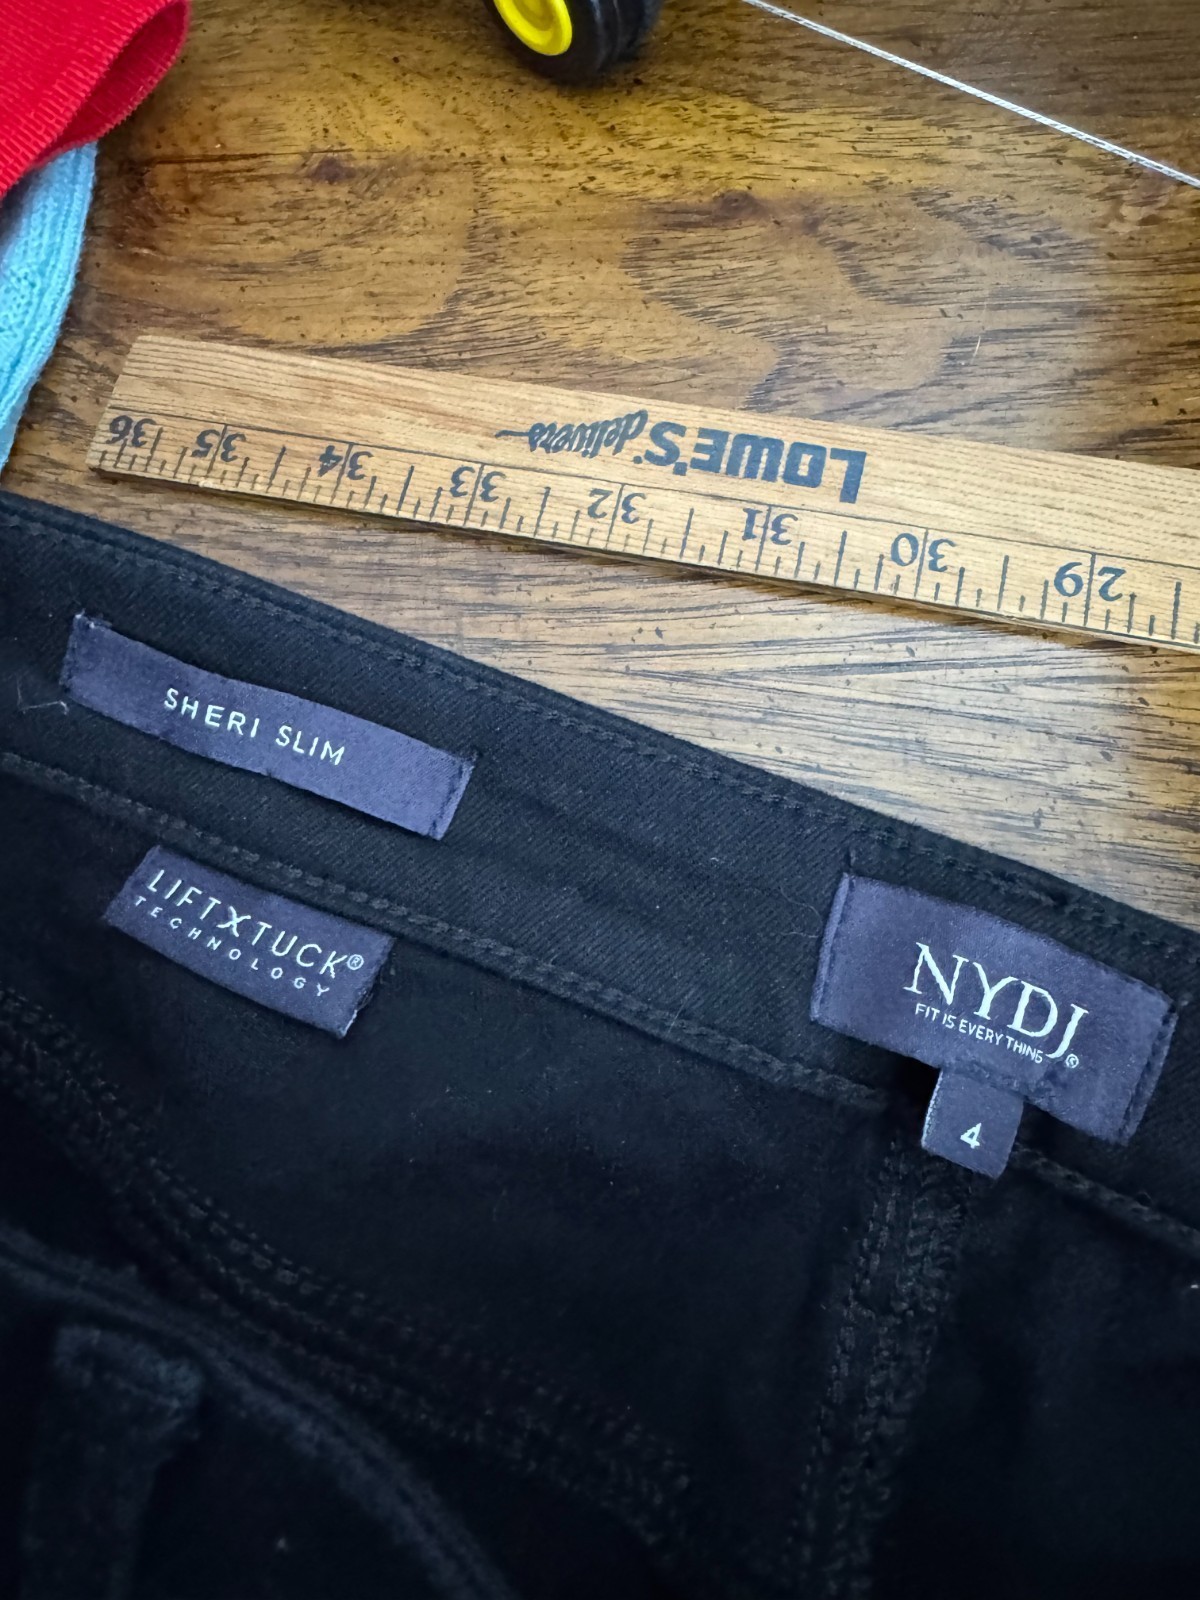 LOWE'S delivers
36 35 34 33 32 31 30 29
SHERI SLIM
LIFTXTUCK®
TECHNOLOGY
NYDJ®
FIT IS EVERYTHING
4